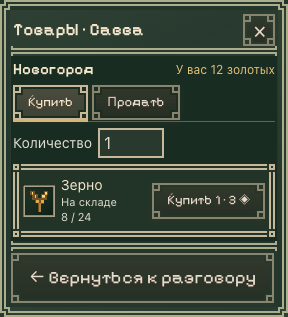 Товары · Савва
×
Новогород
У вас 12 золотых
Купить
Продать
Количество 1
Зерно
На складе
8 / 24
Купить 1 · 3 ◈
← Вернуться к разговору